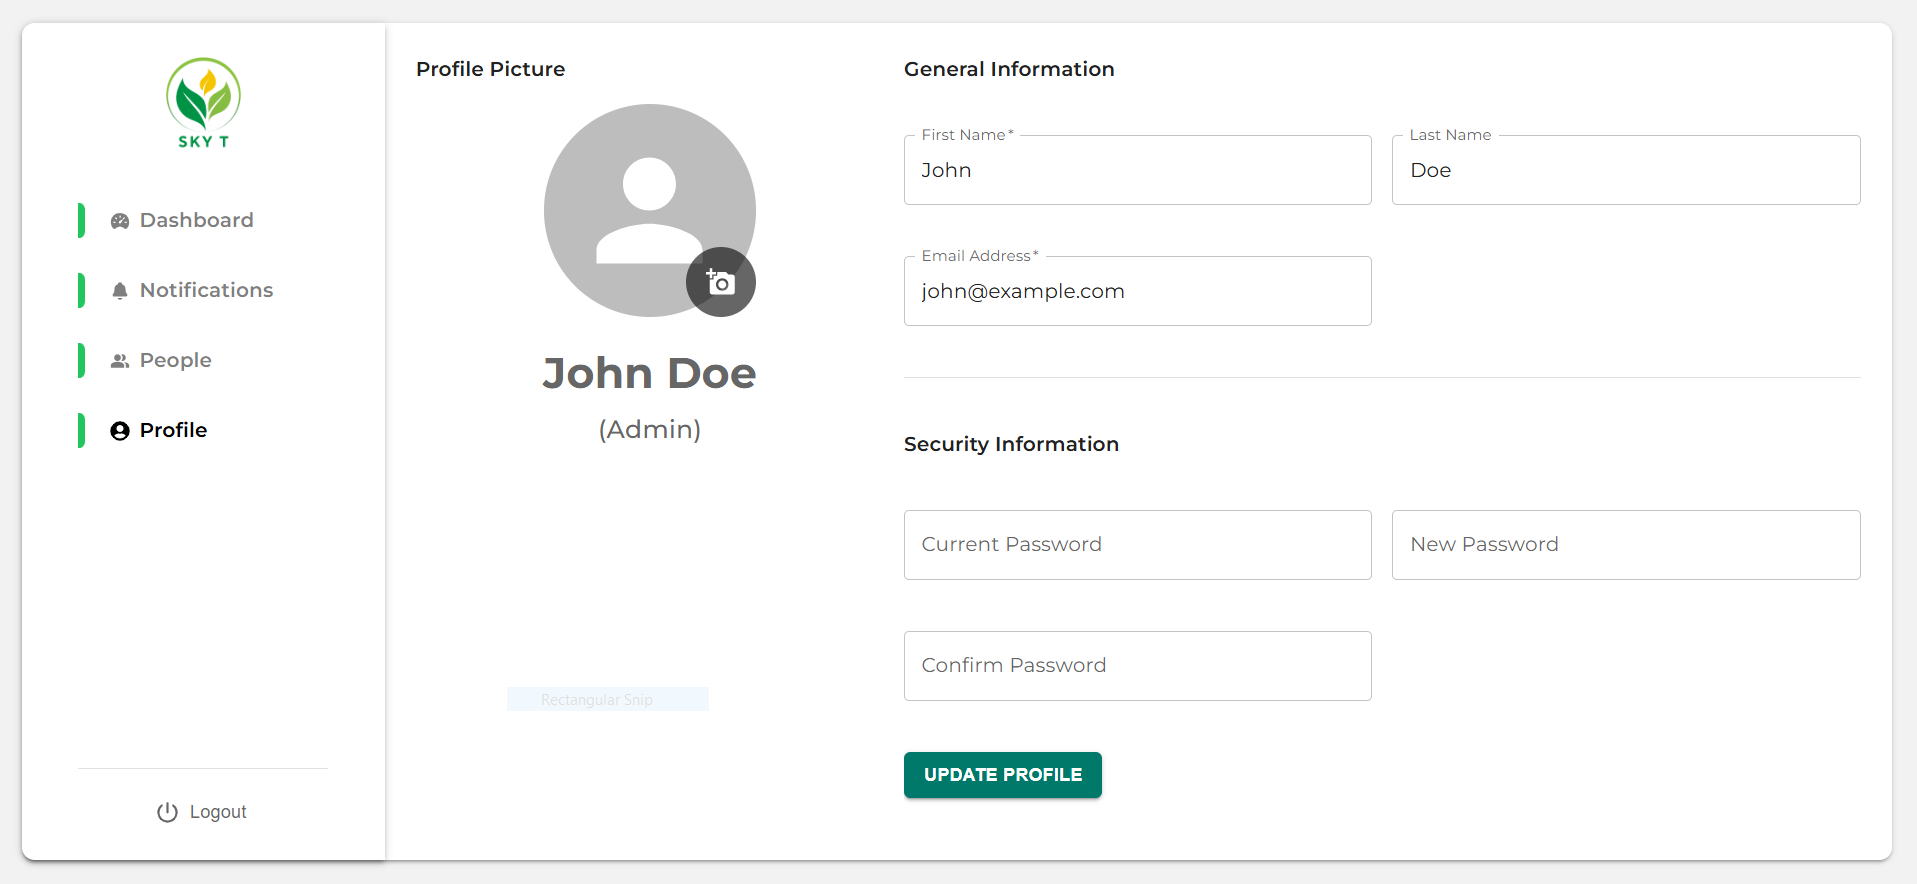 SKY T
Dashboard
Notifications
People
Profile
Logout
Profile Picture
John Doe
(Admin)
Rectangular Snip
General Information
First Name*
John
Last Name
Doe
Email Address*
john@example.com
Security Information
Current Password
New Password
Confirm Password
UPDATE PROFILE